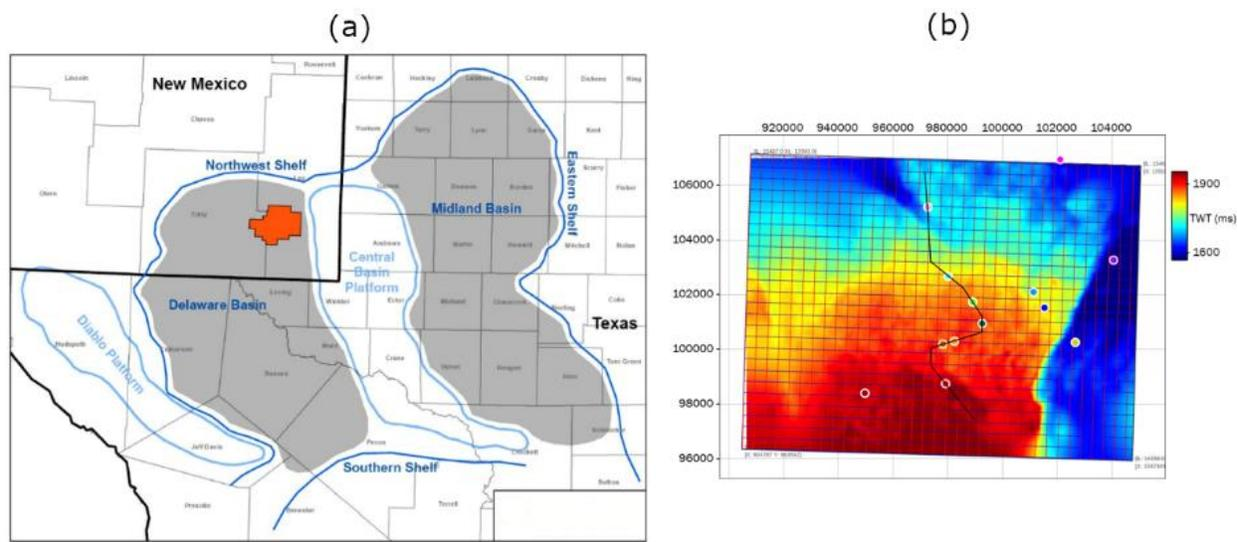 (a)
(b)
Lincoln
Roosevelt
New Mexico
Chaves
Otero
Eddy
Lea
Northwest Shelf
Cochran
Hockley
Lubbock
Crosby
Dickens
King
Yoakum
Terry
Lynn
Garza
Kent
Gaines
Dawson
Borden
Scurry
Fisher
Eastern Shelf
Midland Basin
Andrews
Martin
Howard
Mitchell
Nolan
Central
Basin
Platform
Delaware Basin
Loving
Winkler
Ector
Midland
Glasscock
Sterling
Coke
Texas
Diablo Platform
Hudspeth
Culberson
Ward
Crane
Upton
Reagan
Irion
Tom Green
Reeves
Schleicher
Jeff Davis
Pecos
Crockett
Southern Shelf
Sutton
Presidio
Brewster
Terrell
920000 940000 960000 980000 100000 102000 104000
106000
104000
102000
100000
98000
96000
1900
TWT (ms)
1600